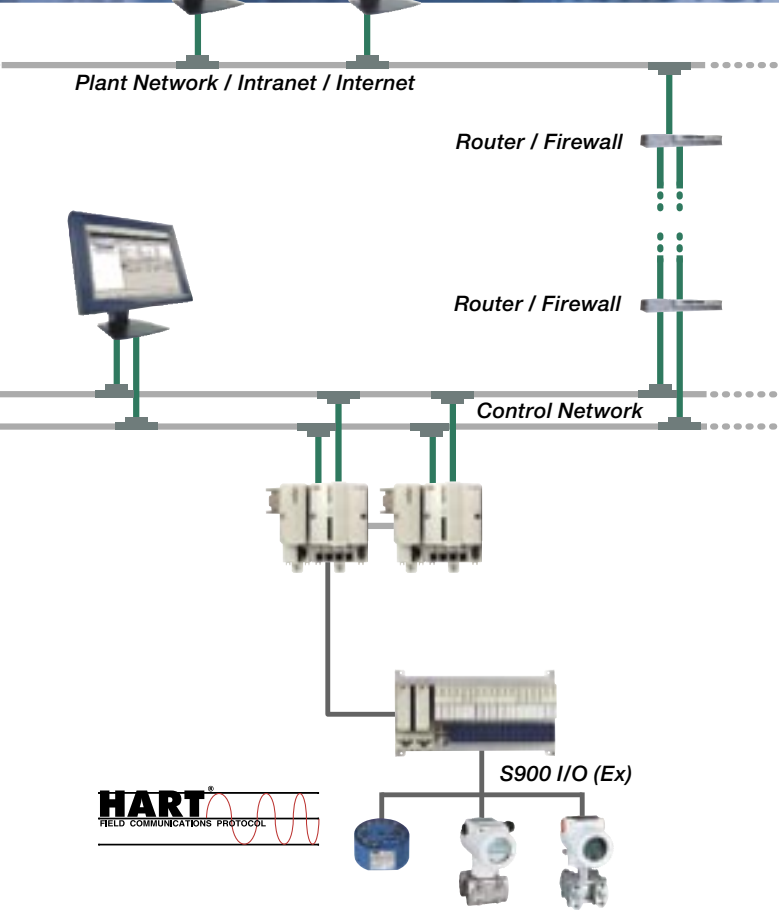 Plant Network / Intranet / Internet
Router / Firewall
Router / Firewall
Control Network
S900 I/O (Ex)
HART®
FIELD COMMUNICATIONS PROTOCOL